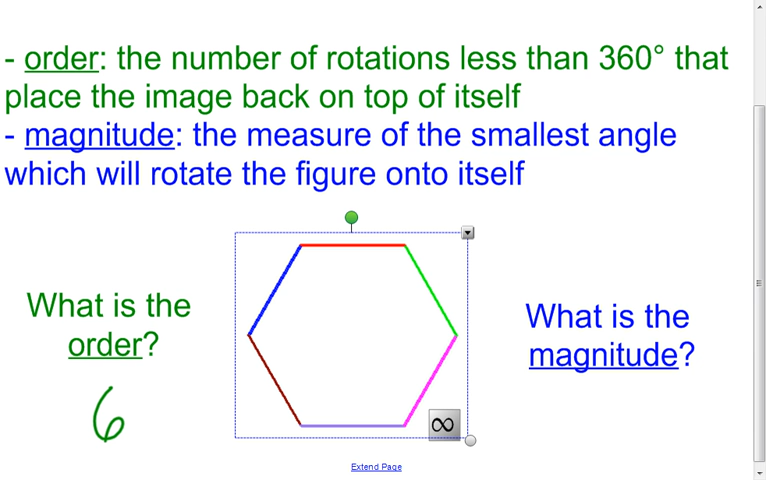 - order: the number of rotations less than 360° that
place the image back on top of itself
- magnitude: the measure of the smallest angle
which will rotate the figure onto itself
What is the
order?
6
∞
What is the
magnitude?
Extend Page